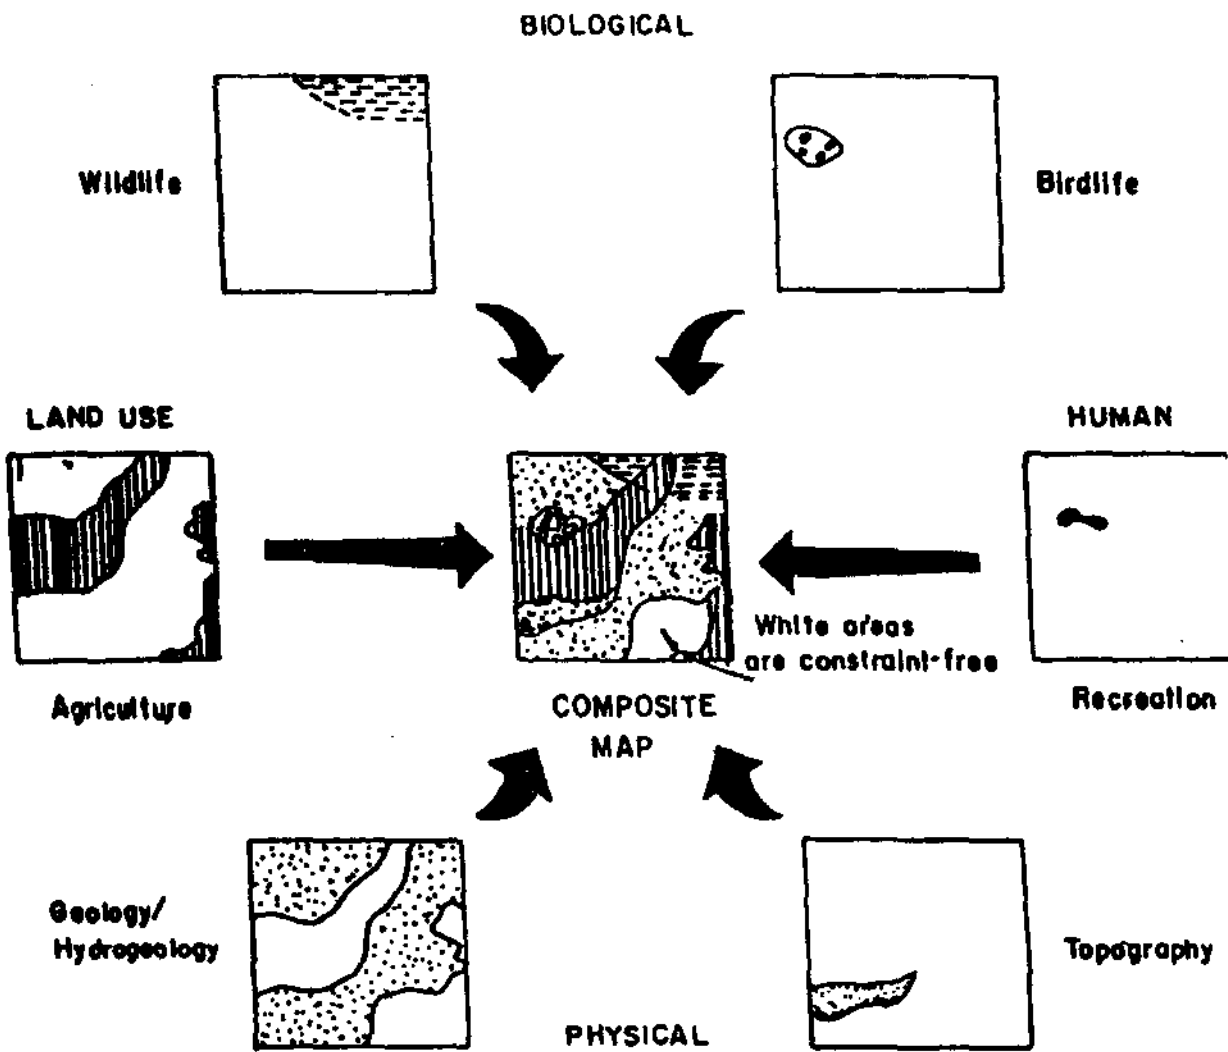 BIOLOGICAL
Wildlife
Birdlife
LAND USE
HUMAN
White areas
are constraint-free
Agriculture
COMPOSITE
MAP
Recreation
Geology/
Hydrogeology
Topography
PHYSICAL